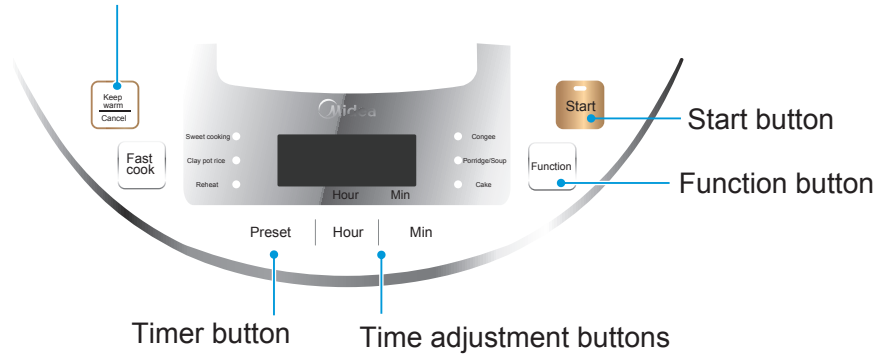 Keep
warm
Cancel
Fast
cook
Midea
Sweet cooking
Clay pot rice
Reheat
Hour Min
Congee
Porridge/Soup
Cake
Start
Function
Start button
Function button
Preset Hour Min
Timer button
Time adjustment buttons